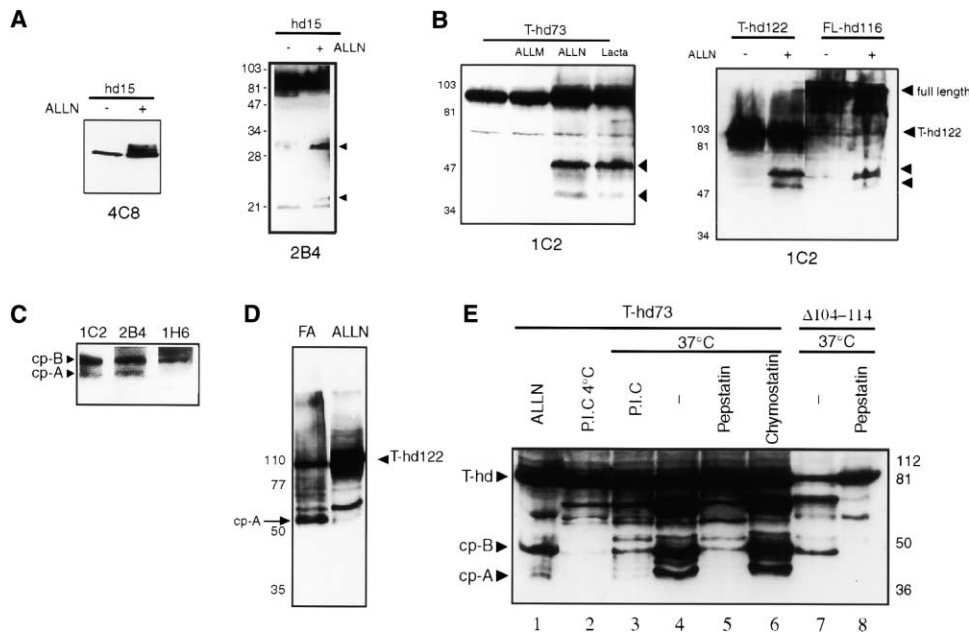 A
hd15
ALLN - +
4C8
hd15
- + ALLN
103 -
81 -
47 -
34 -
28 -
21 -
2B4
B
T-hd73
ALLM ALLN Lacta
103
81
47
34
1C2
T-hd122 FL-hd116
ALLN - + - +
full length
T-hd122
103
81
47
34
1C2
C
1C2 2B4 1H6
cp-B
cp-A
D
FA ALLN
T-hd122
110
77
cp-A
50
35
E
T-hd73 Δ104–114
37°C 37°C
ALLN P.I.C 4°C P.I.C – Pepstatin Chymostatin – Pepstatin
T-hd 112
81
cp-B 50
cp-A 36
1 2 3 4 5 6 7 8